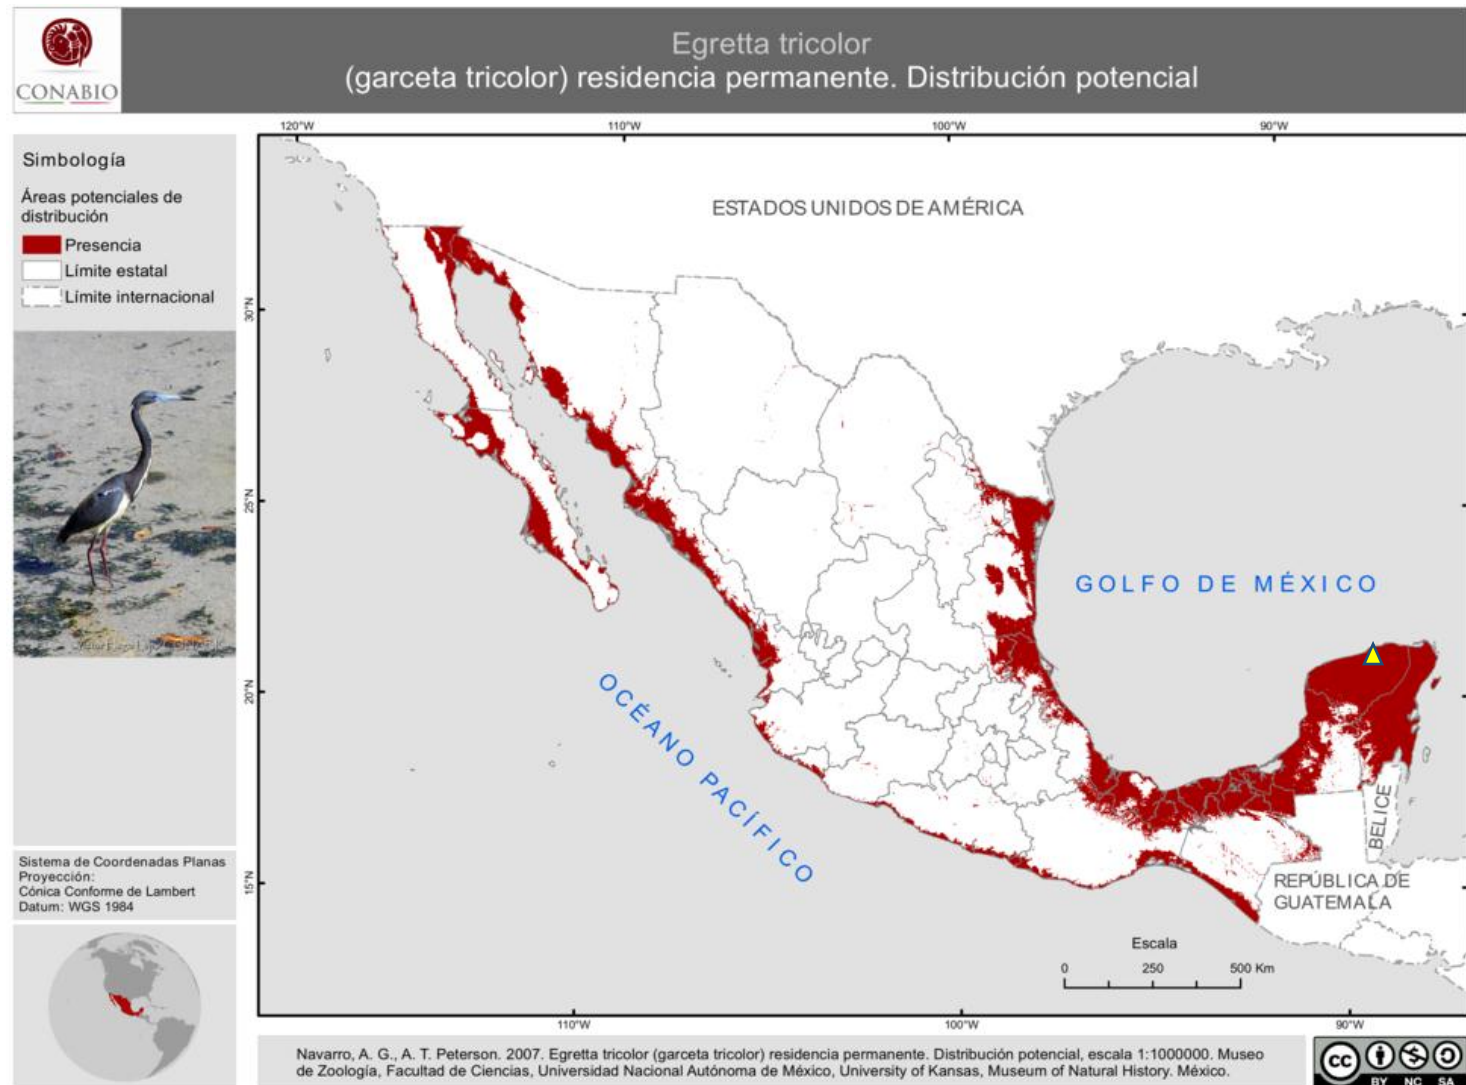 CONABIO
Egretta tricolor
(garceta tricolor) residencia permanente. Distribución potencial
Simbología
Áreas potenciales de
distribución
Presencia
Límite estatal
Límite internacional
120°W
110°W
100°W
90°W
ESTADOS UNIDOS DE AMÉRICA
30°N
25°N
GOLFO DE MÉXICO
20°N
OCÉANO PACÍFICO
BELICE
15°N
REPÚBLICA DE
GUATEMALA
Escala
0 250 500 Km
Sistema de Coordenadas Planas
Proyección:
Cónica Conforme de Lambert
Datum: WGS 1984
110°W
100°W
90°W
Navarro, A. G., A. T. Peterson. 2007. Egretta tricolor (garceta tricolor) residencia permanente. Distribución potencial, escala 1:1000000. Museo
de Zoología, Facultad de Ciencias, Universidad Nacional Autónoma de México, University of Kansas, Museum of Natural History. México.
cc
BY NC SA